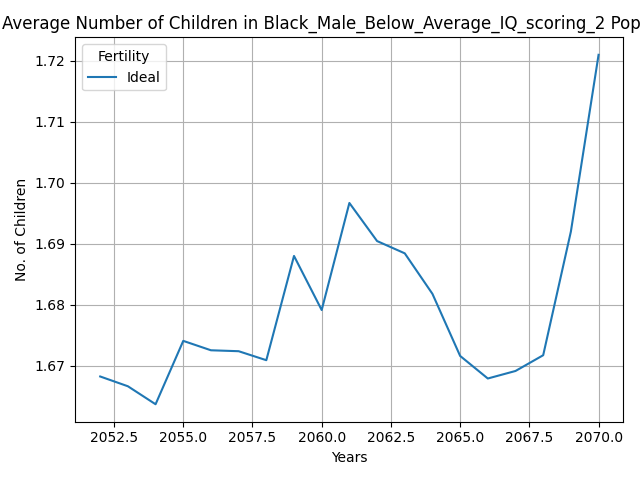 Average Number of Children in Black_Male_Below_Average_IQ_scoring_2 Pop
Fertility
Ideal
1.72
1.71
1.70
1.69
1.68
1.67
No. of Children
2052.5 2055.0 2057.5 2060.0 2062.5 2065.0 2067.5 2070.0
Years